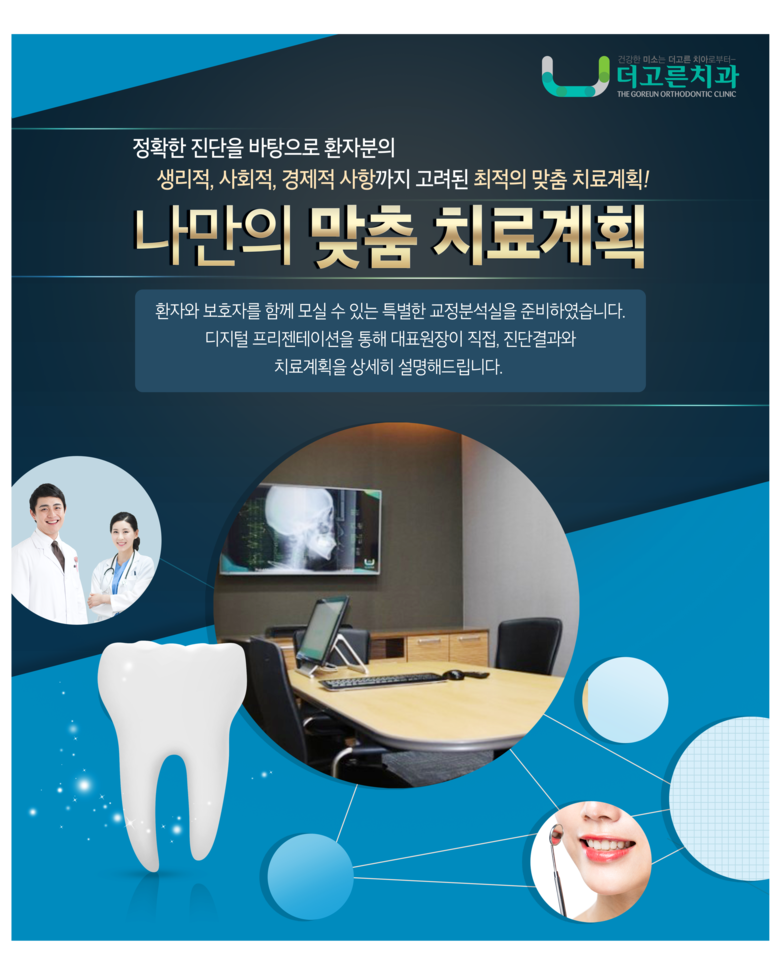 건강한 미소는 더고른 치아로부터~
더고른치과
THE GOREUN ORTHODONTIC CLINIC
정확한 진단을 바탕으로 환자분의
생리적, 사회적, 경제적 사항까지 고려된 최적의 맞춤 치료계획!
나만의 맞춤 치료계획
환자와 보호자를 함께 모실 수 있는 특별한 교정분석실을 준비하였습니다.
디지털 프리젠테이션을 통해 대표원장이 직접, 진단결과와
치료계획을 상세히 설명해드립니다.